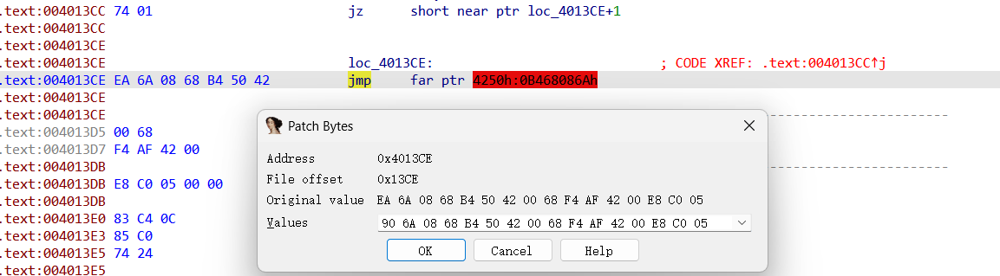 .text:004013CC 74 01 jz short near ptr loc_4013CE+1
.text:004013CC
.text:004013CE
.text:004013CE loc_4013CE: ; CODE XREF: .text:004013CC↑j
.text:004013CE EA 6A 08 68 B4 50 42 jmp far ptr 4250h:0B468086Ah
.text:004013CE
.text:004013CE ---------------------------------------------------------------------------
.text:004013D5 00 68
.text:004013D7 F4 AF 42 00
.text:004013DB ---------------------------------------------------------------------------
.text:004013DB E8 C0 05 00 00
.text:004013DB
.text:004013E0 83 C4 0C
.text:004013E3 85 C0
.text:004013E5 74 24
.text:004013E5
Patch Bytes
Address 0x4013CE
File offset 0x13CE
Original value EA 6A 08 68 B4 50 42 00 68 F4 AF 42 00 E8 C0 05
Values 90 6A 08 68 B4 50 42 00 68 F4 AF 42 00 E8 C0 05
OK Cancel Help